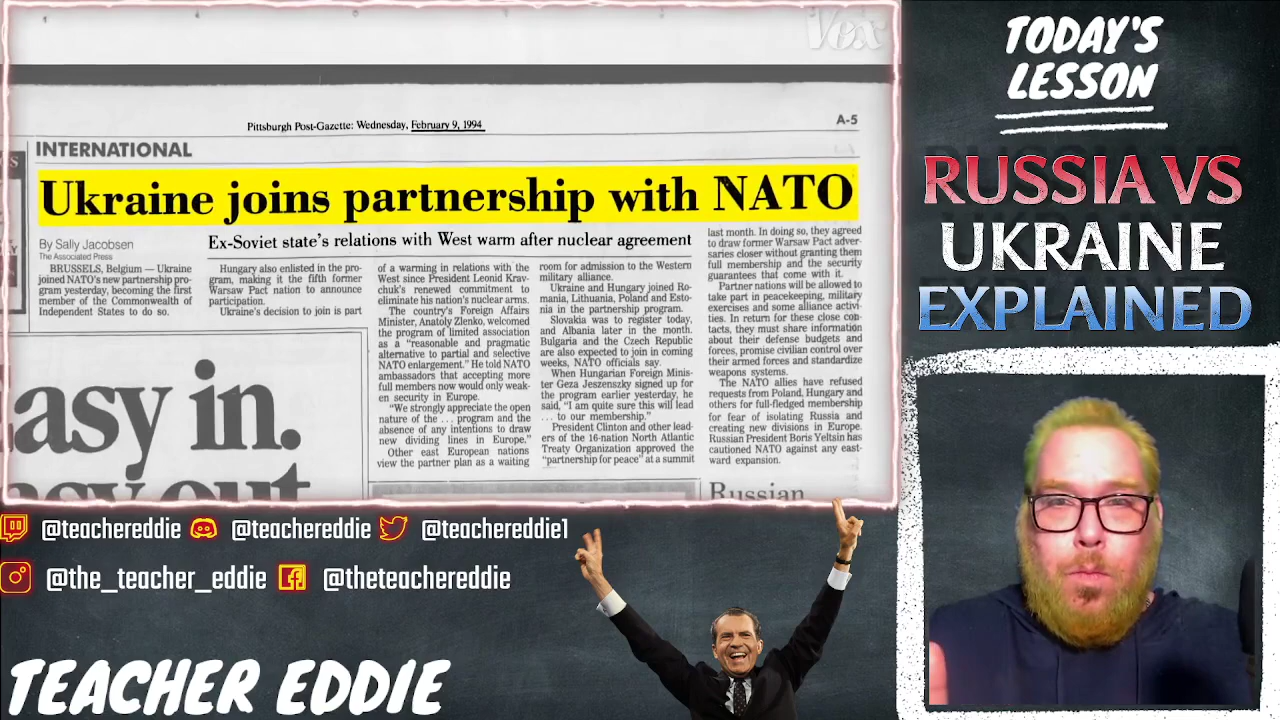 Vox
Pittsburgh Post-Gazette: Wednesday, February 9, 1994
A-5
INTERNATIONAL
Ukraine joins partnership with NATO
Ex-Soviet state's relations with West warm after nuclear agreement
By Sally Jacobsen
The Associated Press
BRUSSELS, Belgium — Ukraine
joined NATO's new partnership pro-
gram yesterday, becoming the first
member of the Commonwealth of
Independent States to do so.
Hungary also enlisted in the pro-
gram, making it the fifth former
Warsaw Pact nation to announce
participation.
Ukraine's decision to join is part
of a warming in relations with the
West since President Leonid Krav-
chuk's renewed commitment to
eliminate his nation's nuclear arms.
The country's Foreign Affairs
Minister, Anatoly Zlenko, welcomed
the program of limited association
as a "reasonable and pragmatic
alternative to partial and selective
NATO enlargement." He told NATO
ambassadors that accepting more
full members now would only weak-
en security in Europe.
"We strongly appreciate the open
nature of the ... program and the
absence of any intentions to draw
new dividing lines in Europe."
Other east European nations
view the partner plan as a waiting
room for admission to the Western
military alliance.
Ukraine and Hungary joined Ro-
mania, Lithuania, Poland and Esto-
nia in the partnership program.
Slovakia was to register today,
and Albania later in the month.
Bulgaria and the Czech Republic
are also expected to join in coming
weeks, NATO officials say.
When Hungarian Foreign Minis-
ter Geza Jeszenszky signed up for
the program earlier yesterday, he
said, "I am quite sure this will lead
... to our membership."
President Clinton and other lead-
ers of the 16-nation North Atlantic
Treaty Organization approved the
"partnership for peace" at a summit
last month. In doing so, they agreed
to draw former Warsaw Pact adver-
saries closer without granting them
full membership and the security
guarantees that come with it.
Partner nations will be allowed to
take part in peacekeeping, military
exercises and some alliance activi-
ties. In return for these close con-
tacts, they must share information
about their defense budgets and
forces, promise civilian control over
their armed forces and standardize
weapons systems.
The NATO allies have refused
requests from Poland, Hungary and
others for full-fledged membership
for fear of isolating Russia and
creating new divisions in Europe.
Russian President Boris Yeltsin has
cautioned NATO against any east-
ward expansion.
Russian
asy in.
asy out
TODAY'S
LESSON
RUSSIA VS
UKRAINE
EXPLAINED
@teachereddie
@teachereddie
@teachereddie1
@the_teacher_eddie
@theteachereddie
TEACHER EDDIE